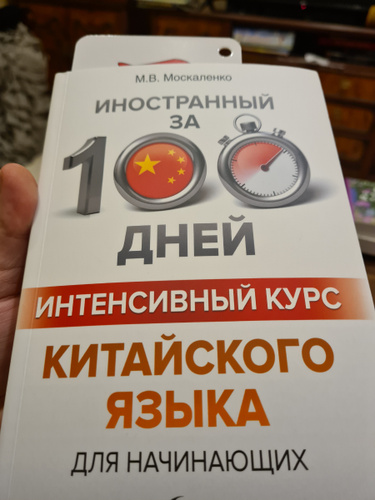 М.В. Москаленко
ИНОСТРАННЫЙ
ЗА
100
ДНЕЙ
ИНТЕНСИВНЫЙ КУРС
КИТАЙСКОГО
ЯЗЫКА
ДЛЯ НАЧИНАЮЩИХ